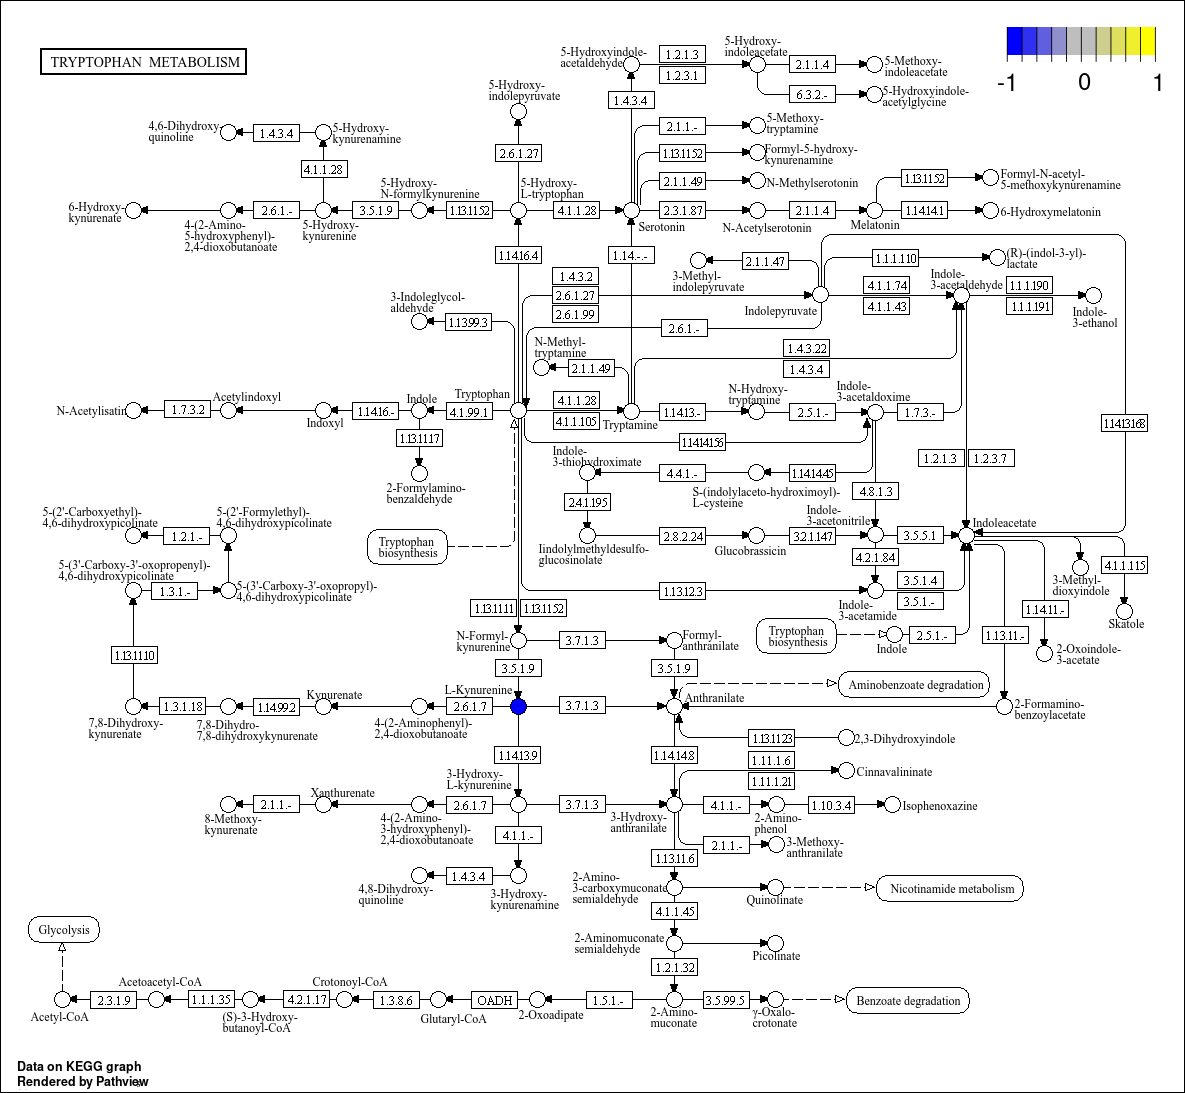 TRYPTOPHAN METABOLISM
-1 0 1
5-Hydroxyindole-
acetaldehyde
1.2.1.3
1.2.3.1
5-Hydroxy-
indoleacetate
2.1.1.4
5-Methoxy-
indoleacetate
6.3.2.-
5-Hydroxyindole-
acetylglycine
5-Hydroxy-
indolepyruvate
1.4.3.4
4,6-Dihydroxy-
quinoline
1.4.3.4
5-Hydroxy-
kynurenamine
2.6.1.27
2.1.1.-
5-Methoxy-
tryptamine
1.13.11.52
Formyl-5-hydroxy-
kynurenamine
4.1.1.28
2.1.1.49
N-Methylserotonin
1.13.11.52
Formyl-N-acetyl-
5-methoxykynurenamine
6-Hydroxy-
kynurenate
2.6.1.-
4-(2-Amino-
5-hydroxyphenyl)-
2,4-dioxobutanoate
5-Hydroxy-
kynurenine
3.5.1.9
5-Hydroxy-
N-formylkynurenine
1.13.11.52
5-Hydroxy-
L-tryptophan
4.1.1.28
Serotonin
2.3.1.87
N-Acetylserotonin
2.1.1.4
Melatonin
1.14.14.1
6-Hydroxymelatonin
1.14.16.4
1.14.-.-
2.1.1.47
3-Methyl-
indolepyruvate
1.1.1.110
(R)-(indol-3-yl)-
lactate
1.4.3.2
2.6.1.27
2.6.1.99
Indolepyruvate
4.1.1.74
4.1.1.43
Indole-
3-acetaldehyde
1.1.1.190
1.1.1.191
Indole-
3-ethanol
3-Indoleglycol-
aldehyde
1.13.99.3
2.6.1.-
N-Methyl-
tryptamine
2.1.1.49
1.4.3.22
1.4.3.4
N-Acetylisatin
1.7.3.2
Acetylindoxyl
Indoxyl
1.14.16.-
Indole
4.1.99.1
Tryptophan
4.1.1.28
4.1.1.105
Tryptamine
1.14.13.-
N-Hydroxy-
tryptamine
2.5.1.-
Indole-
3-acetaldoxime
1.7.3.-
1.14.13.168
1.13.11.17
2-Formylamino-
benzaldehyde
1.14.14.156
Indole-
3-thiohydroximate
4.4.1.-
S-(indolylaceto-hydroximoyl)-
L-cysteine
1.14.14.45
1.2.1.3
1.2.3.7
2.4.1.195
4.8.1.3
5-(2'-Carboxyethyl)-
4,6-dihydroxypicolinate
1.2.1.-
5-(2'-Formylethyl)-
4,6-dihydroxypicolinate
Tryptophan
biosynthesis
Iindolylmethyldesulfo-
glucosinolate
2.8.2.24
Glucobrassicin
3.2.1.147
Indole-
3-acetonitrile
3.5.5.1
Indoleacetate
5-(3'-Carboxy-3'-oxopropenyl)-
4,6-dihydroxypicolinate
1.3.1.-
5-(3'-Carboxy-3'-oxopropyl)-
4,6-dihydroxypicolinate
4.2.1.84
1.13.12.3
Indole-
3-acetamide
3.5.1.4
3.5.1.-
3-Methyl-
dioxyindole
4.1.1.115
Skatole
1.13.11.11
1.13.11.52
1.14.11.-
2-Oxoindole-
3-acetate
Tryptophan
biosynthesis
Indole
2.5.1.-
1.13.11.-
N-Formyl-
kynurenine
3.7.1.3
Formyl-
anthranilate
1.13.11.10
3.5.1.9
3.5.1.9
Aminobenzoate degradation
7,8-Dihydroxy-
kynurenate
1.3.1.18
7,8-Dihydro-
7,8-dihydroxykynurenate
1.14.99.2
Kynurenate
4-(2-Aminophenyl)-
2,4-dioxobutanoate
2.6.1.7
L-Kynurenine
3.7.1.3
Anthranilate
2-Formamino-
benzoylacetate
1.13.11.23
2,3-Dihydroxyindole
1.14.13.9
1.14.14.8
1.11.1.6
1.11.1.21
Cinnavalininate
8-Methoxy-
kynurenate
2.1.1.-
Xanthurenate
4-(2-Amino-
3-hydroxyphenyl)-
2,4-dioxobutanoate
2.6.1.7
3-Hydroxy-
L-kynurenine
3.7.1.3
3-Hydroxy-
anthranilate
4.1.1.-
2-Amino-
phenol
1.10.3.4
Isophenoxazine
4.1.1.-
2.1.1.-
3-Methoxy-
anthranilate
1.13.11.6
4,8-Dihydroxy-
quinoline
1.4.3.4
3-Hydroxy-
kynurenamine
2-Amino-
3-carboxymuconate
semialdehyde
Quinolinate
Nicotinamide metabolism
4.1.1.45
Glycolysis
2-Aminomuconate
semialdehyde
Picolinate
1.2.1.32
Acetyl-CoA
2.3.1.9
Acetoacetyl-CoA
1.1.1.35
(S)-3-Hydroxy-
butanoyl-CoA
4.2.1.17
Crotonoyl-CoA
1.3.8.6
Glutaryl-CoA
OADH
2-Oxoadipate
1.5.1.-
2-Amino-
muconate
3.5.99.5
γ-Oxalo-
crotonate
Benzoate degradation
Data on KEGG graph
Rendered by Pathview